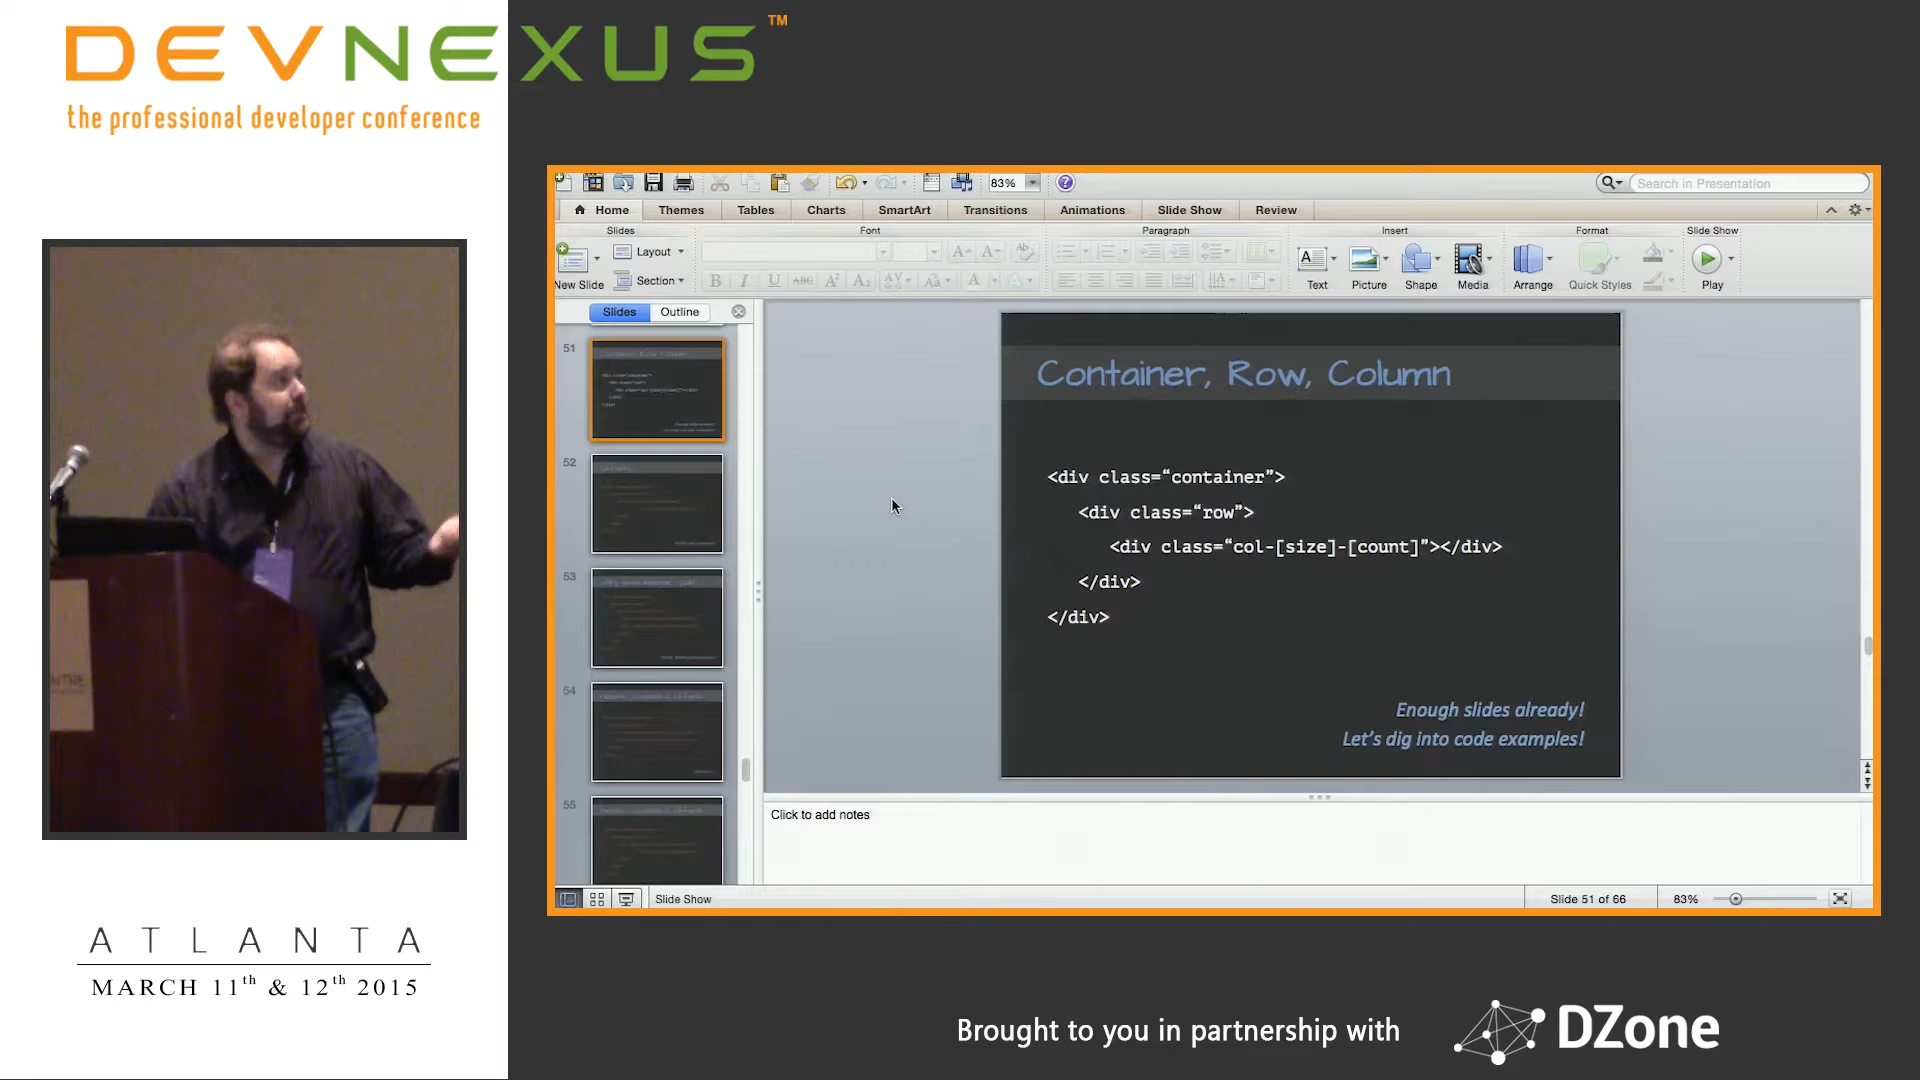 DEVNEXUS™
the professional developer conference
83%
Search in Presentation
Home
Themes
Tables
Charts
SmartArt
Transitions
Animations
Slide Show
Review
Slides
Font
Paragraph
Insert
Format
Slide Show
Layout
Section
New Slide
Text
Picture
Shape
Media
Arrange
Quick Styles
Play
Slides
Outline
51
52
53
54
55
Container, Row, Column
<div class=“container”>
<div class=“row”>
<div class=“col-[size]-[count]”></div>
</div>
</div>
Enough slides already!
Let’s dig into code examples!
Click to add notes
Slide Show
Slide 51 of 66
83%
ATLANTA
MARCH 11th & 12th 2015
Brought to you in partnership with
DZone